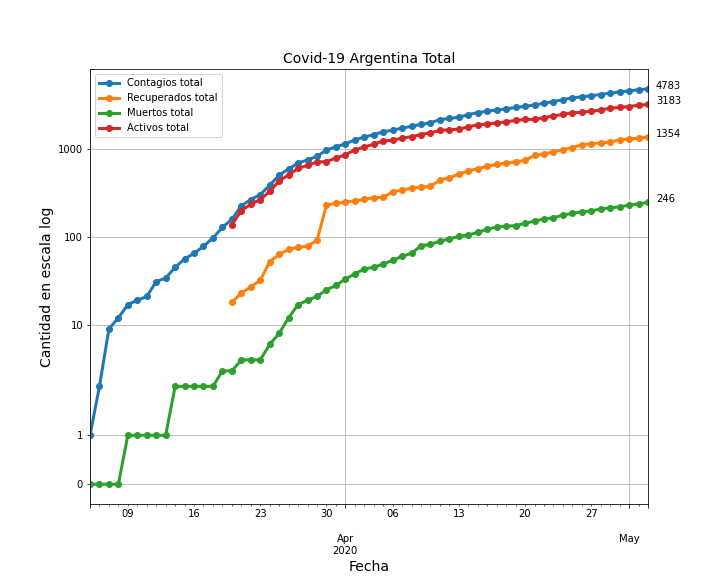 Covid-19 Argentina Total
Contagios total
Recuperados total
Muertos total
Activos total
4783
3183
1354
246
Cantidad en escala log
1000
100
10
1
0
09 16 23 30 06 13 20 27
Apr May
2020
Fecha